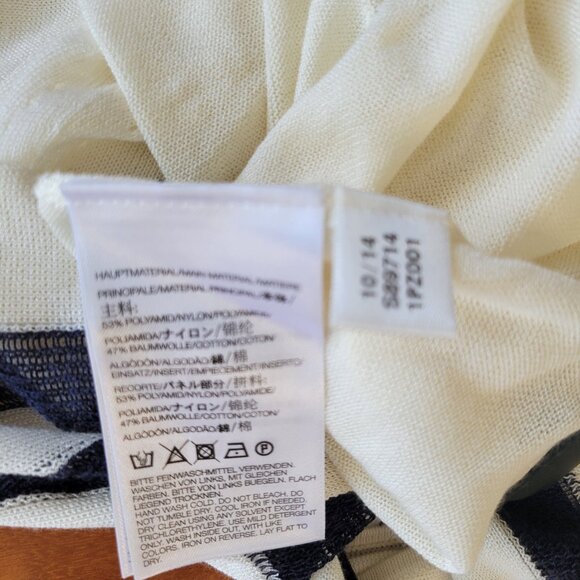 HAUPTMATERIAL/MAIN MATERIAL/MATIÈRE
PRINCIPALE/MATERIAL PRINCIPAL/本体/
主料:
53% POLYAMID/NYLON/POLYAMIDE/
POLIAMIDA/ナイロン/锦纶
47% BAUMWOLLE/COTTON/COTON/
ALGODÓN/ALGODÃO/綿/棉
EINSATZ/INSERT/EMPIECEMENT/INSERTO/
RECORTE/パネル部分/拼料:
53% POLYAMID/NYLON/POLYAMIDE/
POLIAMIDA/ナイロン/锦纶
47% BAUMWOLLE/COTTON/COTON/
ALGODÓN/ALGODÃO/綿/棉
P
BITTE FEINWASCHMITTEL VERWENDEN.
WASCHEN VON LINKS, MIT GLEICHEN
FARBEN. BITTE VON LINKS BUEGELN. FLACH
LIEGEND TROCKNEN.
HAND WASH COLD. DO NOT BLEACH. DO
NOT TUMBLE DRY. COOL IRON IF NEEDED.
DRY CLEAN USING ANY SOLVENT EXCEPT
TRICHLOROETHYLENE. USE MILD DETERGENT
ONLY. WASH INSIDE OUT. WASH WITH LIKE
COLORS. IRON ON REVERSE. LAY FLAT TO
DRY.
10/14
S89714
1PZ001